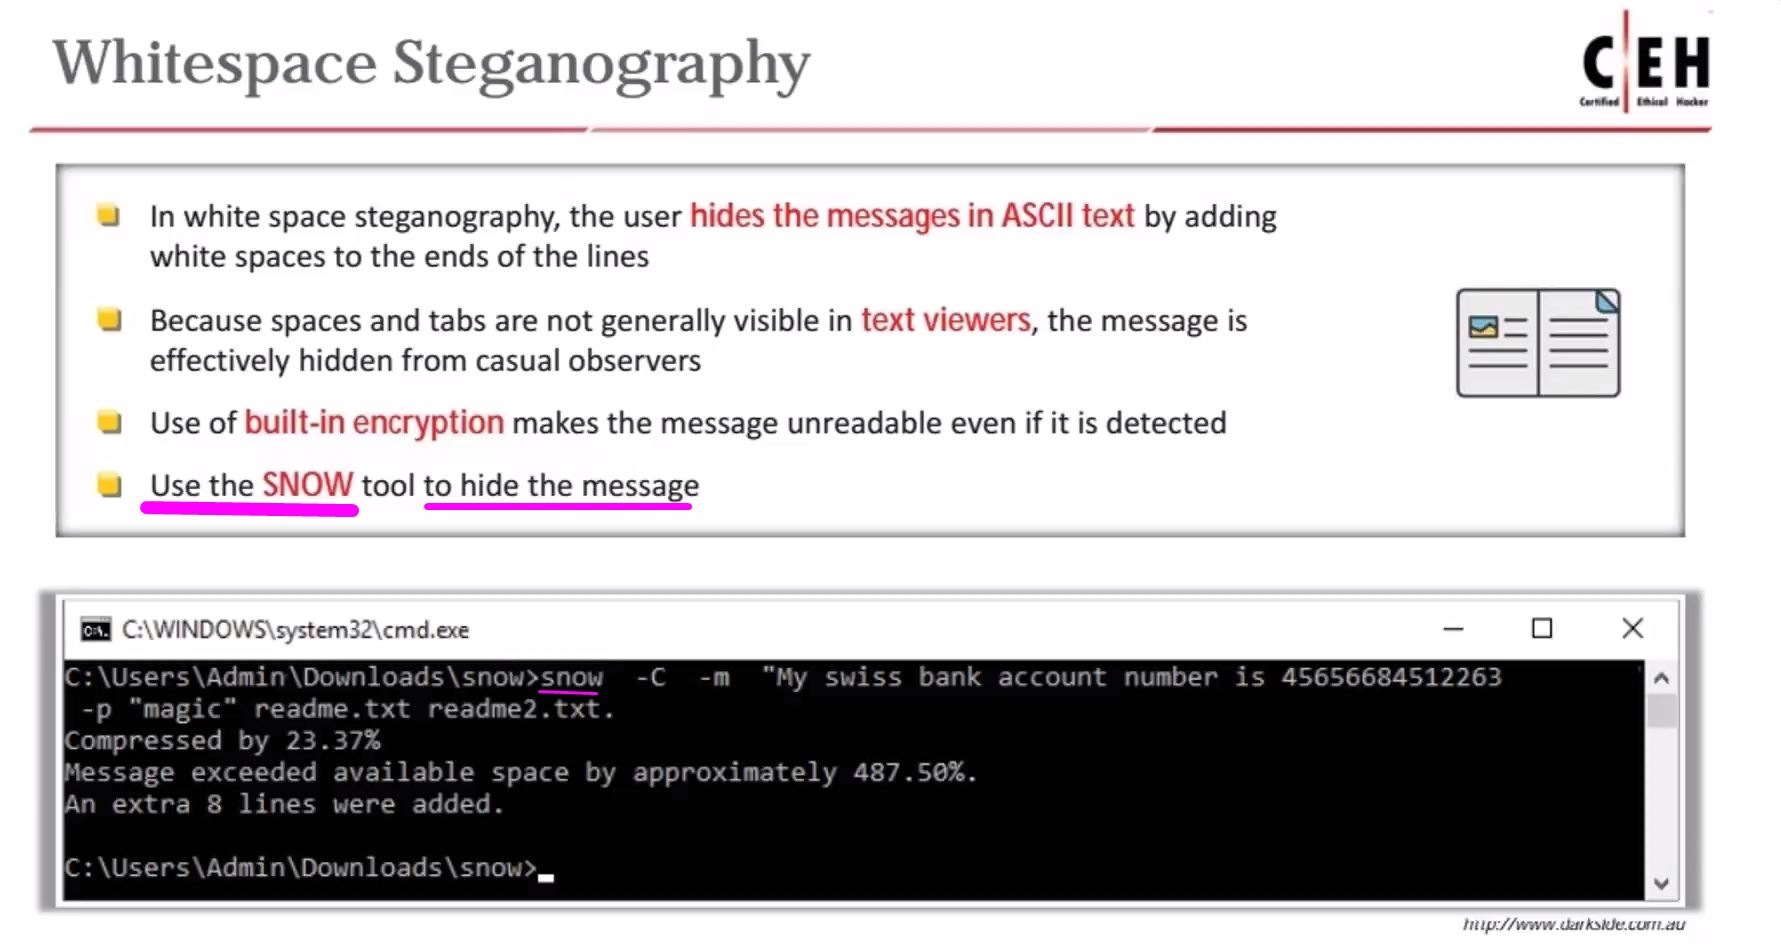 Whitespace Steganography
C|EH
Certified Ethical Hacker
In white space steganography, the user hides the messages in ASCII text by adding
white spaces to the ends of the lines
Because spaces and tabs are not generally visible in text viewers, the message is
effectively hidden from casual observers
Use of built-in encryption makes the message unreadable even if it is detected
Use the SNOW tool to hide the message
C:\WINDOWS\system32\cmd.exe
C:\Users\Admin\Downloads\snow>snow -C -m "My swiss bank account number is 45656684512263
-p "magic" readme.txt readme2.txt.
Compressed by 23.37%
Message exceeded available space by approximately 487.50%.
An extra 8 lines were added.
C:\Users\Admin\Downloads\snow>
http://www.darkside.com.au